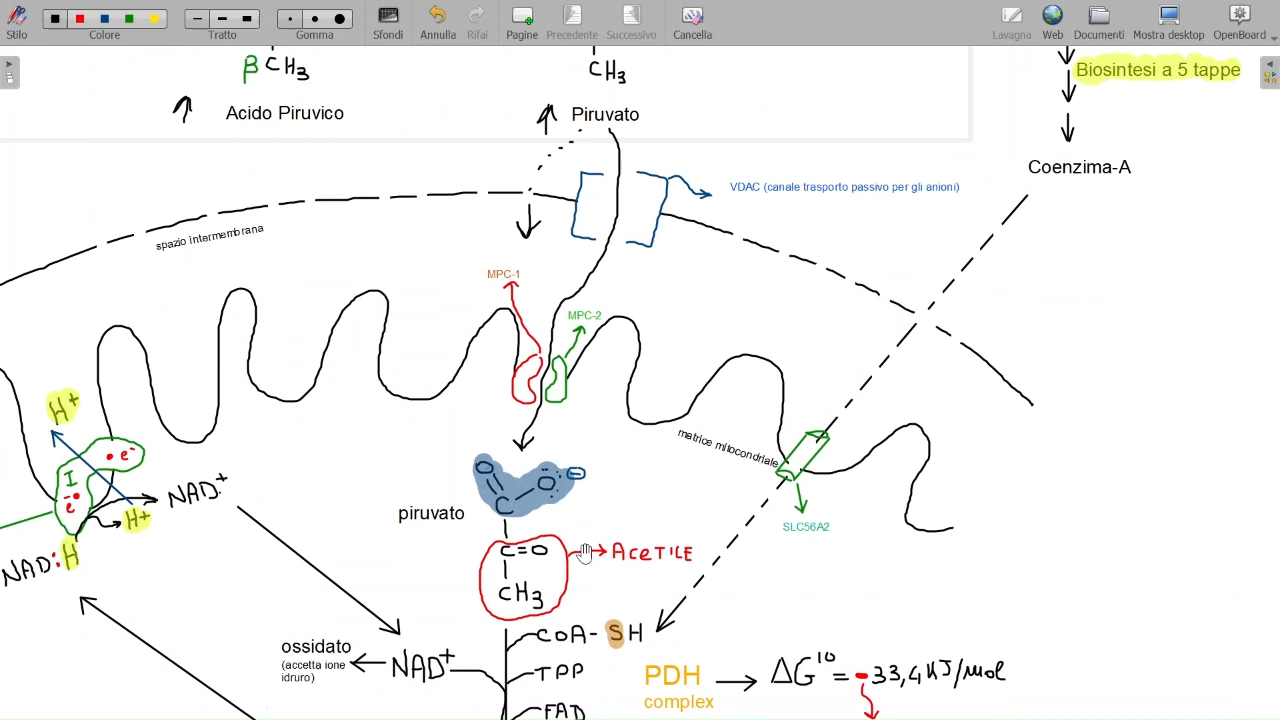 Stilo
Colore
Tratto
Gomma
Sfondi
Annulla
Rifai
Pagine
Precedente
Successivo
Cancella
Lavagna
Web
Documenti
Mostra desktop
OpenBoard
β CH3
CH3
Biosintesi a 5 tappe
Acido Piruvico
Piruvato
Coenzima-A
VDAC (canale trasporto passivo per gli anioni)
spazio intermembrana
MPC-1
MPC-2
H+
I
e-
e-
H+
NAD+
NAD:H
matrice mitocondriale
SLC56A2
piruvato
O
O
-
C
C=O
CH3
ACETILE
COA-SH
TPP
FAD
ossidato
(accetta ione
idruro)
NAD+
PDH
complex
ΔG'° = -33,4 KJ/mol